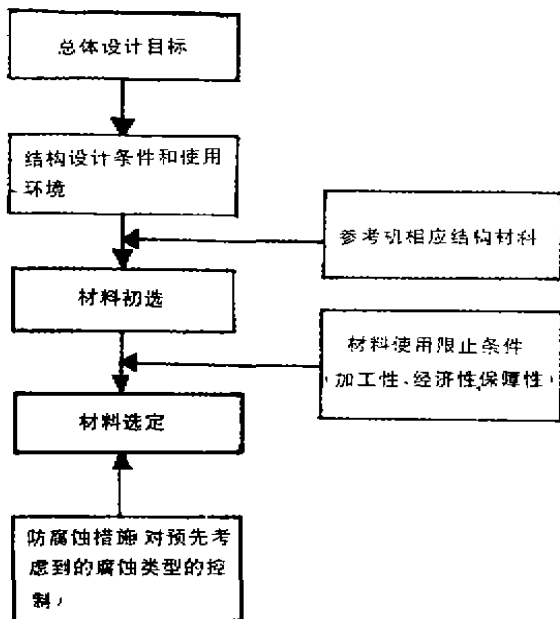 总体设计目标
结构设计条件和使用
环境
参考机相应结构材料
材料初选
材料使用限止条件
(加工性、经济性,保障性)
材料选定
防腐蚀措施(对预先考
虑到的腐蚀类型的控
制)